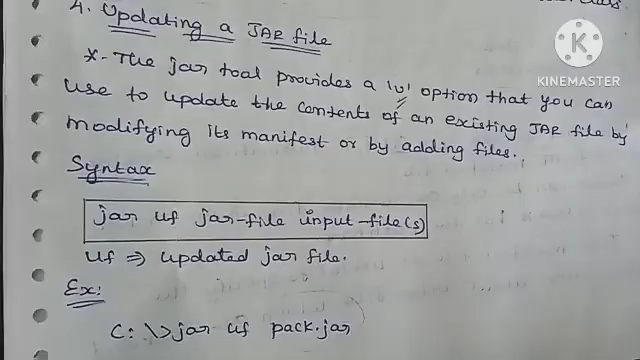 4. Updating a JAR file
KINEMASTER
*- The jar tool provides a 'u' option that you can
use to update the contents of an existing JAR file by
modifying its manifest or by adding files.
Syntax
jar uf jar-file input-file(s)
uf ⇒ updated jar file.
Ex:
C:\>jar uf pack.jar